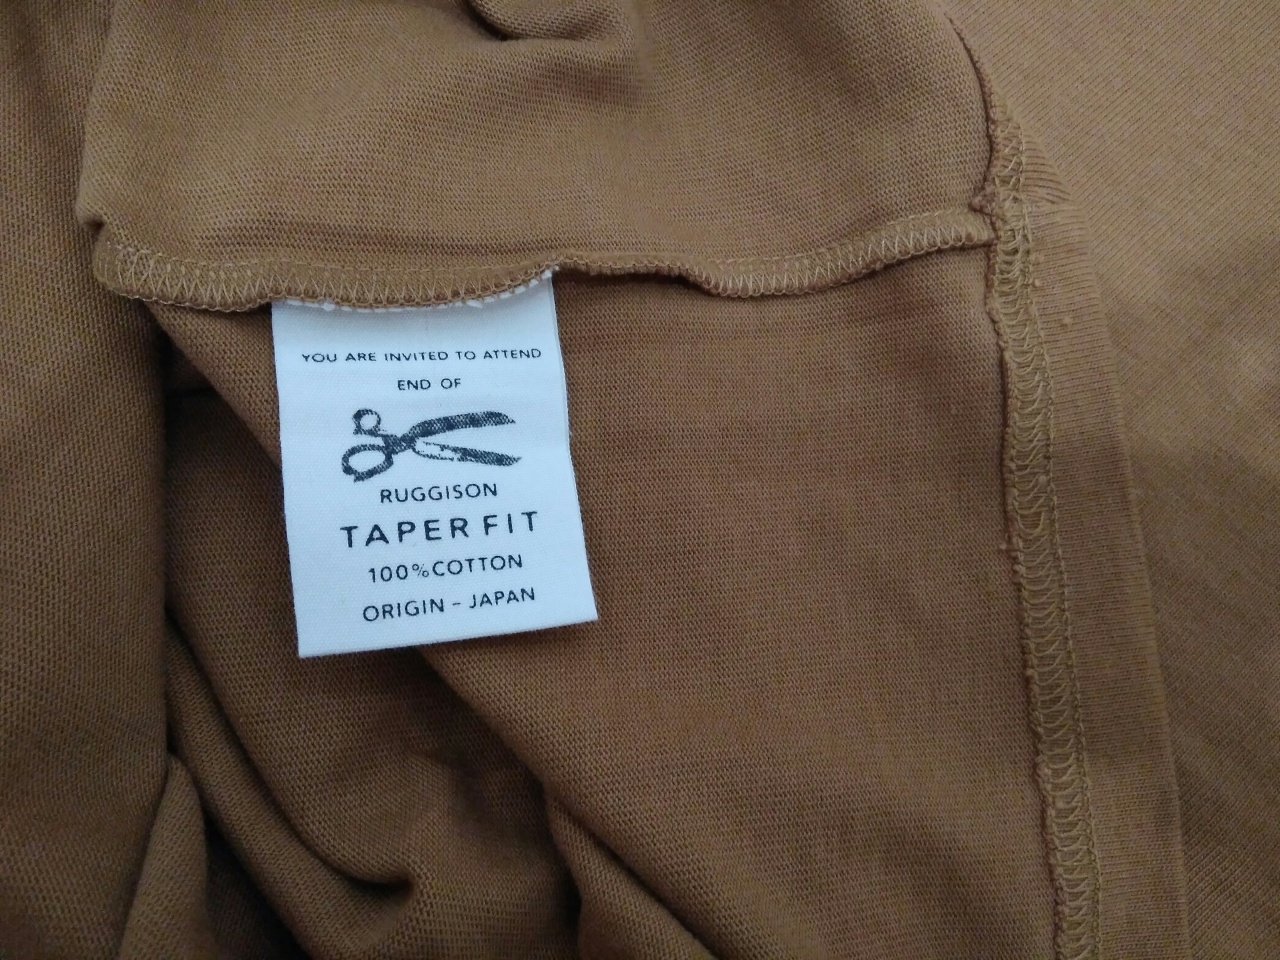 YOU ARE INVITED TO ATTEND
END OF
RUGGISON
TAPER FIT
100%COTTON
ORIGIN - JAPAN